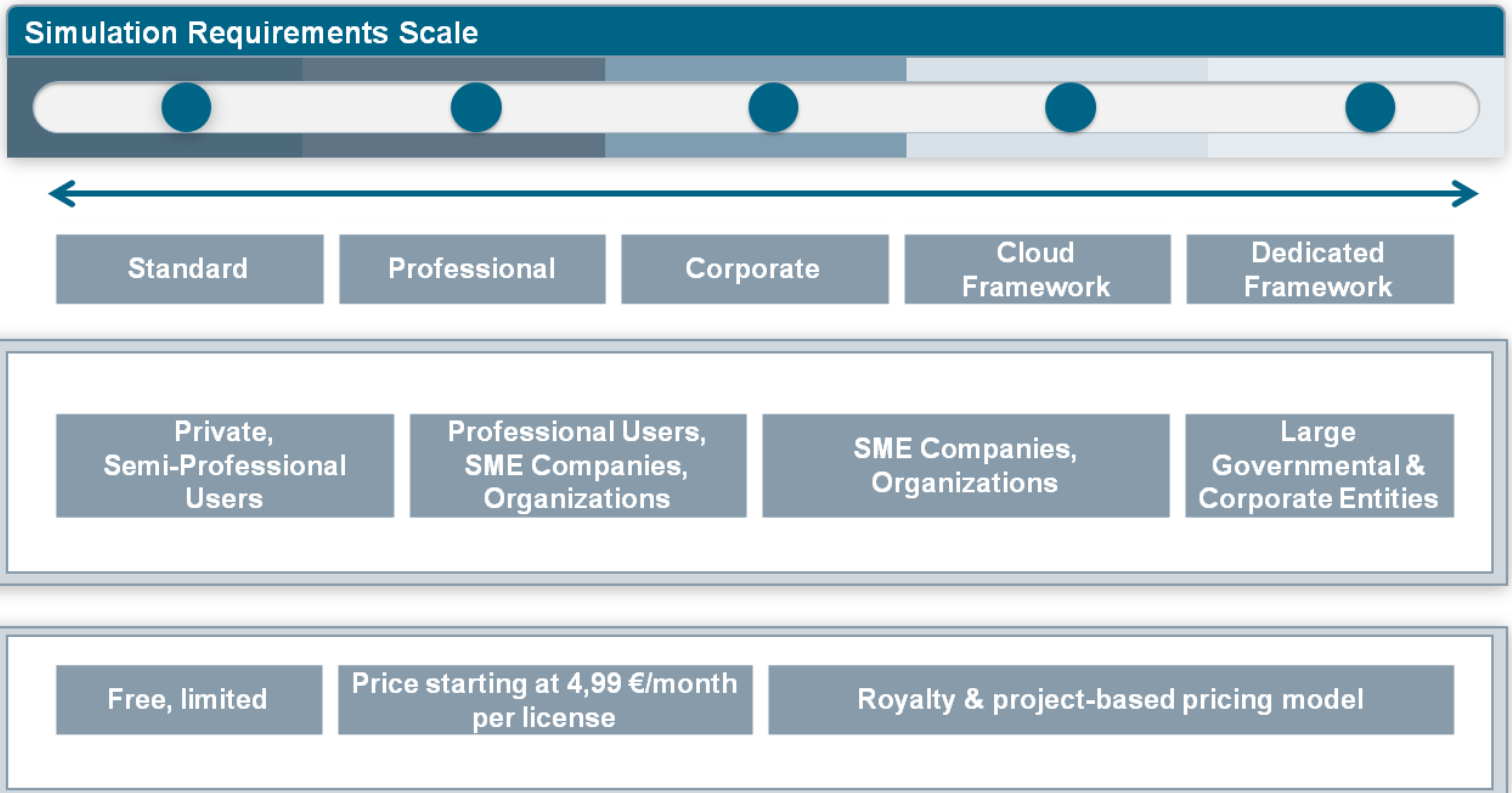 Simulation Requirements Scale
Standard
Professional
Corporate
Cloud
Framework
Dedicated
Framework
Private,
Semi-Professional
Users
Professional Users,
SME Companies,
Organizations
SME Companies,
Organizations
Large
Governmental &
Corporate Entities
Free, limited
Price starting at 4,99 €/month
per license
Royalty & project-based pricing model